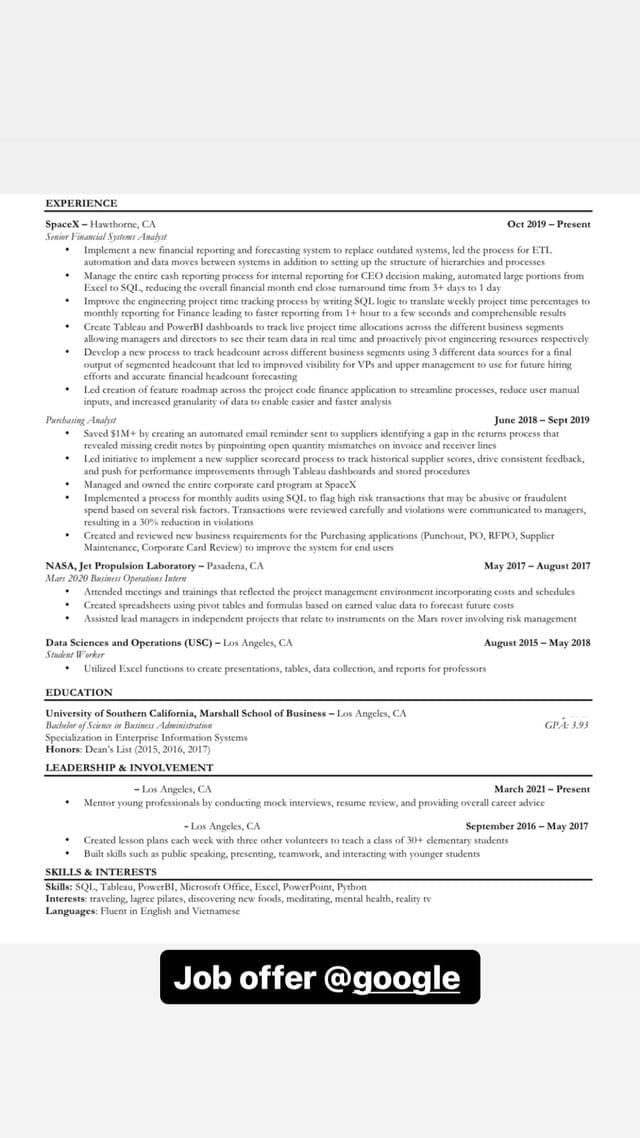 EXPERIENCE
SpaceX – Hawthorne, CA Oct 2019 – Present
Senior Financial Systems Analyst
• Implement a new financial reporting and forecasting system to replace outdated systems, led the process for ETL
automation and data moves between systems in addition to setting up the structure of hierarchies and processes
• Manage the entire cash reporting process for internal reporting for CEO decision making, automated large portions from
Excel to SQL, reducing the overall financial month end close turnaround time from 3+ days to 1 day
• Improve the engineering project time tracking process by writing SQL logic to translate weekly project time percentages to
monthly reporting for Finance leading to faster reporting from 1+ hour to a few seconds and comprehensible results
• Create Tableau and PowerBI dashboards to track live project time allocations across the different business segments
allowing managers and directors to see their team data in real time and proactively pivot engineering resources respectively
• Develop a new process to track headcount across different business segments using 3 different data sources for a final
output of segmented headcount that led to improved visibility for VPs and upper management to use for future hiring
efforts and accurate financial headcount forecasting
• Led creation of feature roadmap across the project code finance application to streamline processes, reduce user manual
inputs, and increased granularity of data to enable easier and faster analysis
Purchasing Analyst June 2018 – Sept 2019
• Saved $1M+ by creating an automated email reminder sent to suppliers identifying a gap in the returns process that
revealed missing credit notes by pinpointing open quantity mismatches on invoice and receiver lines
• Led initiative to implement a new supplier scorecard process to track historical supplier scores, drive consistent feedback,
and push for performance improvements through Tableau dashboards and stored procedures
• Managed and owned the entire corporate card program at SpaceX
• Implemented a process for monthly audits using SQL to flag high risk transactions that may be abusive or fraudulent
spend based on several risk factors. Transactions were reviewed carefully and violations were communicated to managers,
resulting in a 30% reduction in violations
• Created and reviewed new business requirements for the Purchasing applications (Punchout, PO, RFPO, Supplier
Maintenance, Corporate Card Review) to improve the system for end users
NASA, Jet Propulsion Laboratory – Pasadena, CA May 2017 – August 2017
Mars 2020 Business Operations Intern
• Attended meetings and trainings that reflected the project management environment incorporating costs and schedules
• Created spreadsheets using pivot tables and formulas based on earned value data to forecast future costs
• Assisted lead managers in independent projects that relate to instruments on the Mars rover involving risk management
Data Sciences and Operations (USC) – Los Angeles, CA August 2015 – May 2018
Student Worker
• Utilized Excel functions to create presentations, tables, data collection, and reports for professors
EDUCATION
University of Southern California, Marshall School of Business – Los Angeles, CA
Bachelor of Science in Business Administration GPA: 3.93
Specialization in Enterprise Information Systems
Honors: Dean's List (2015, 2016, 2017)
LEADERSHIP & INVOLVEMENT
– Los Angeles, CA March 2021 – Present
• Mentor young professionals by conducting mock interviews, resume review, and providing overall career advice
- Los Angeles, CA September 2016 – May 2017
• Created lesson plans each week with three other volunteers to teach a class of 30+ elementary students
• Built skills such as public speaking, presenting, teamwork, and interacting with younger students
SKILLS & INTERESTS
Skills: SQL, Tableau, PowerBI, Microsoft Office, Excel, PowerPoint, Python
Interests: traveling, lagree pilates, discovering new foods, meditating, mental health, reality tv
Languages: Fluent in English and Vietnamese
Job offer @google